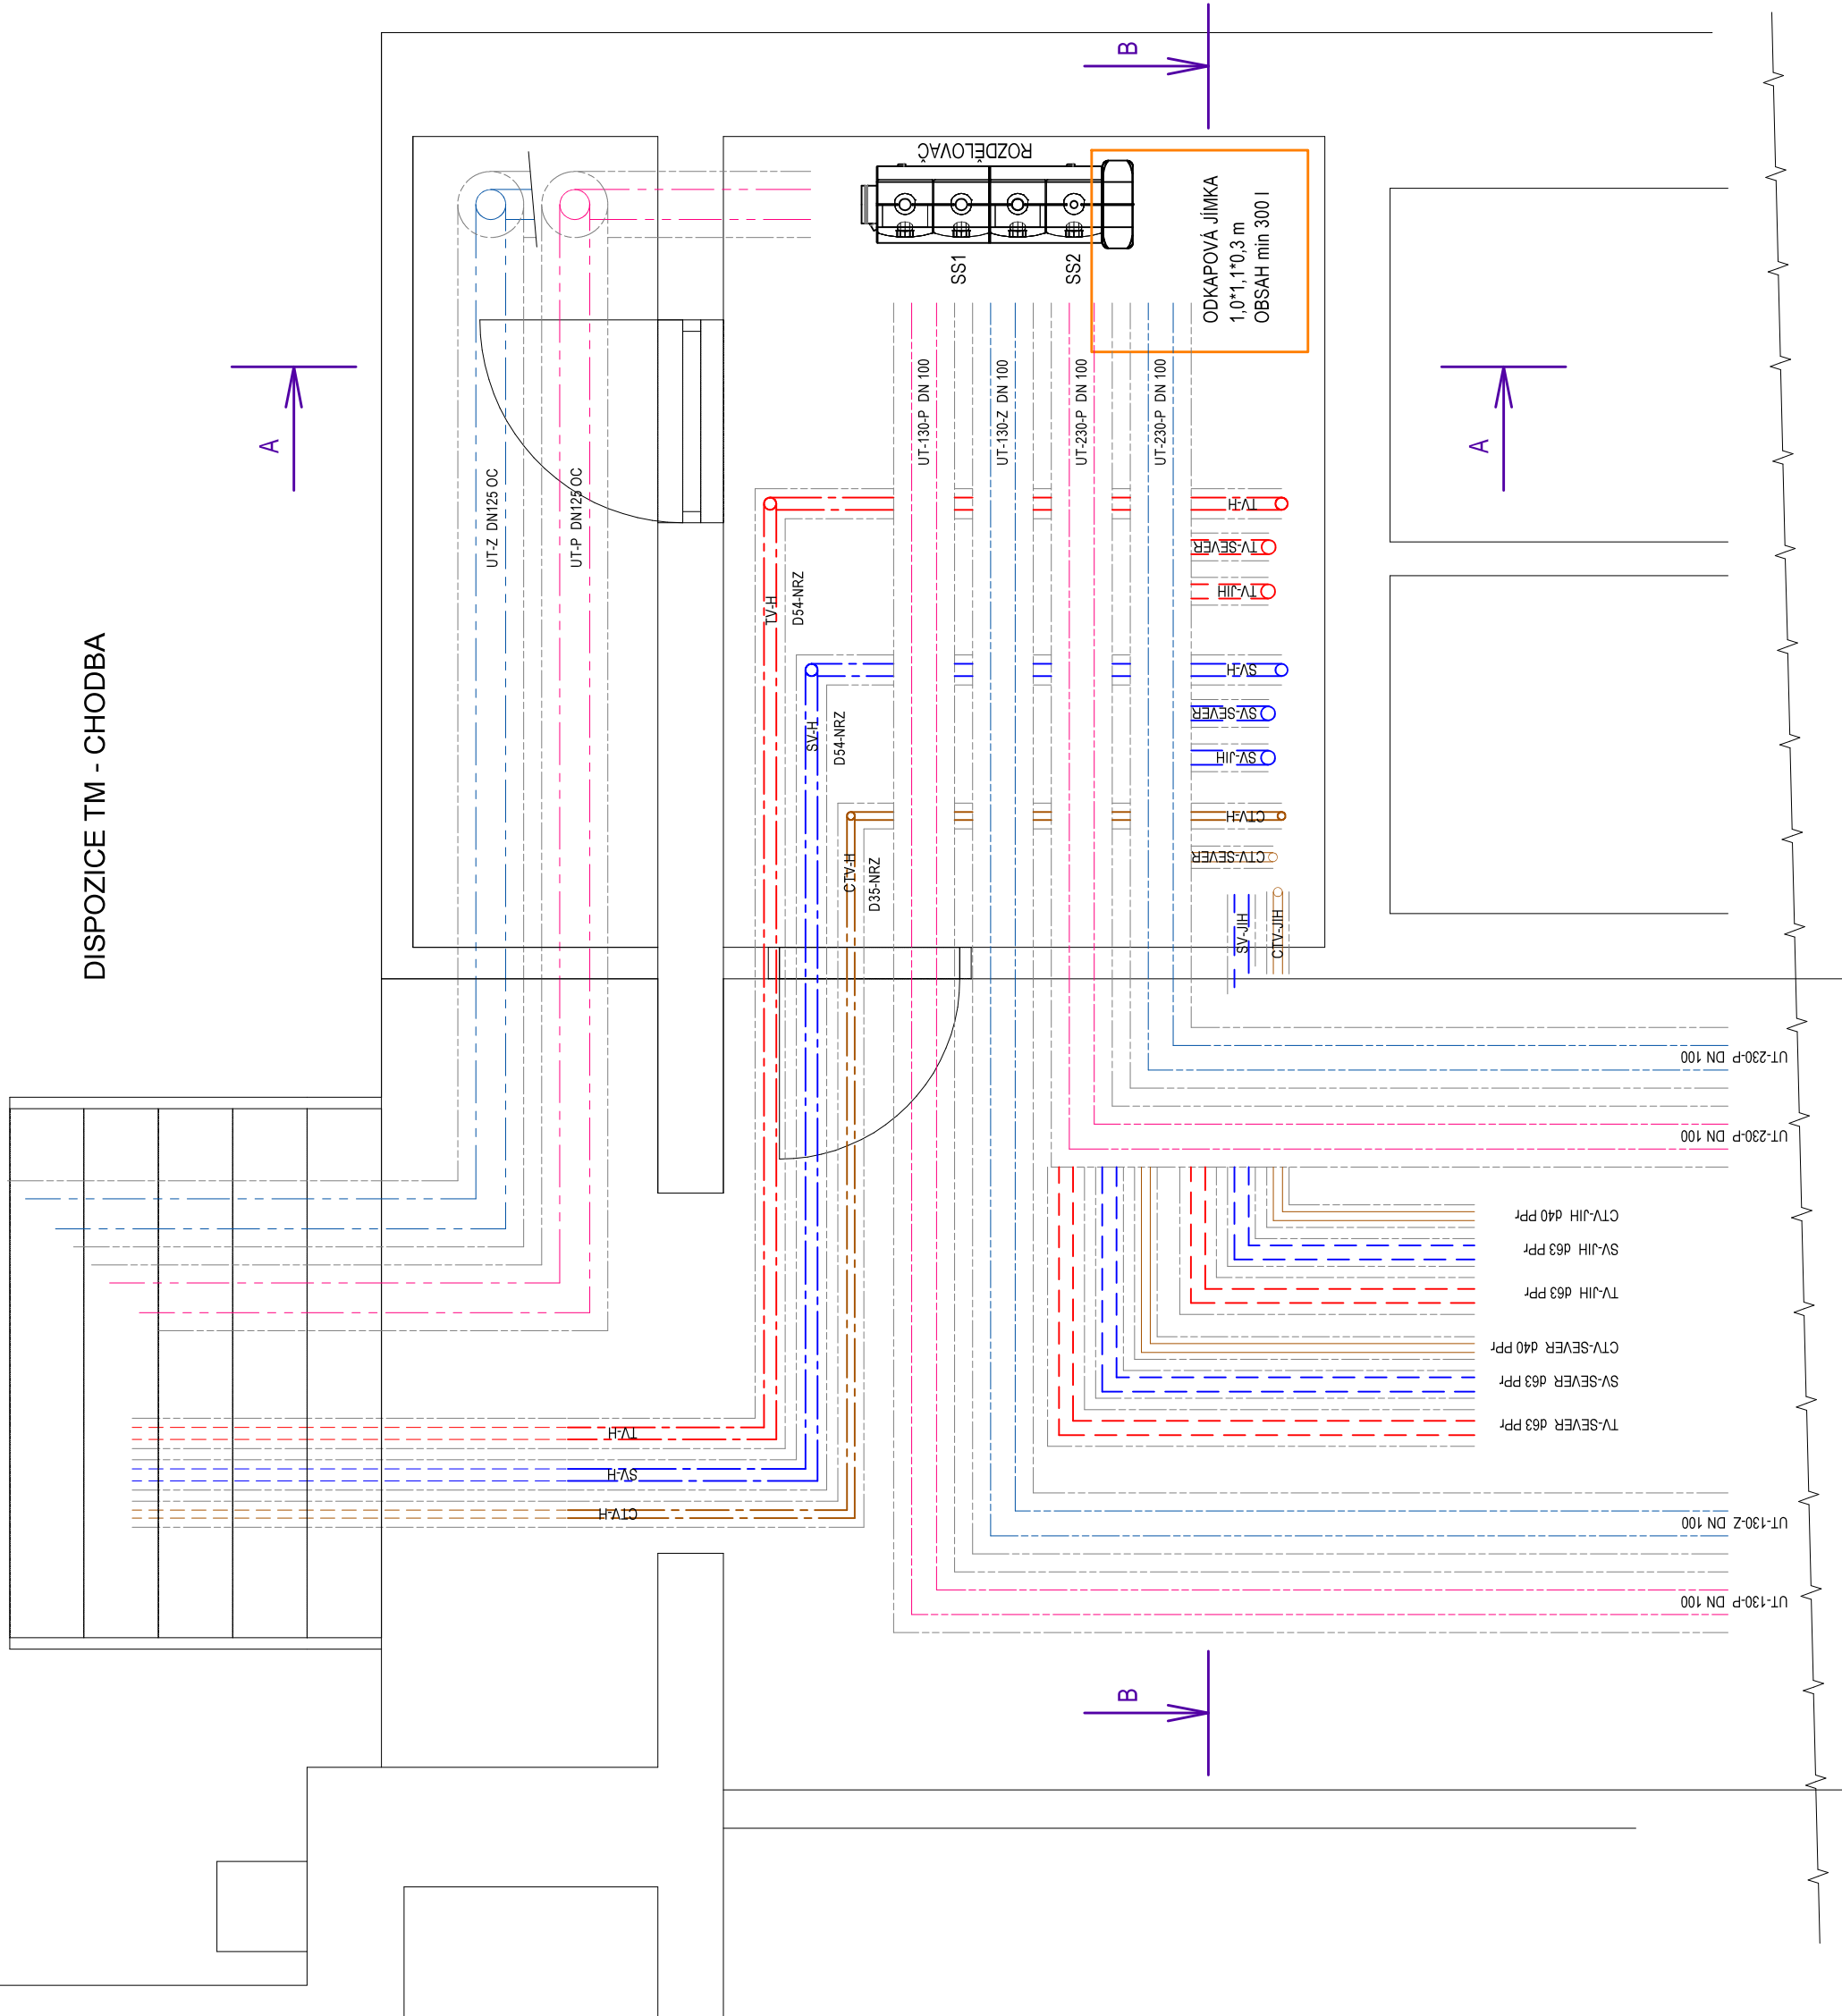 DISPOZICE TM - CHODBA
B
ROZDĚLOVAČ
SS1
SS2
ODKAPOVÁ JÍMKA
1,0*1,1*0,3 m
OBSAH min 300 l
A
A
UT-Z DN125 OC
UT-P DN125 OC
UT-130-P DN 100
UT-130-Z DN 100
UT-230-P DN 100
UT-230-P DN 100
TV-H
D54-NRZ
SV-H
D54-NRZ
CTV-H
D35-NRZ
TV-H
TV-SEVER
TV-JIH
SV-H
SV-SEVER
SV-JIH
CTV-H
CTV-SEVER
SV-JIH
CTV-JIH
UT-230-P DN 100
UT-230-P DN 100
CTV-JIH d40 PPr
SV-JIH d63 PPr
TV-JIH d63 PPr
CTV-SEVER d40 PPr
SV-SEVER d63 PPr
TV-SEVER d63 PPr
TV-H
SV-H
CTV-H
UT-130-Z DN 100
UT-130-P DN 100
B